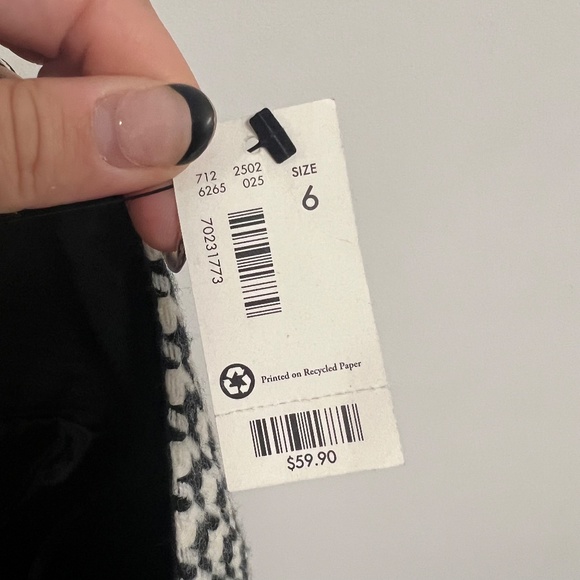 712 2502 SIZE
6265 025 6
70231773
Printed on Recycled Paper
$59.90